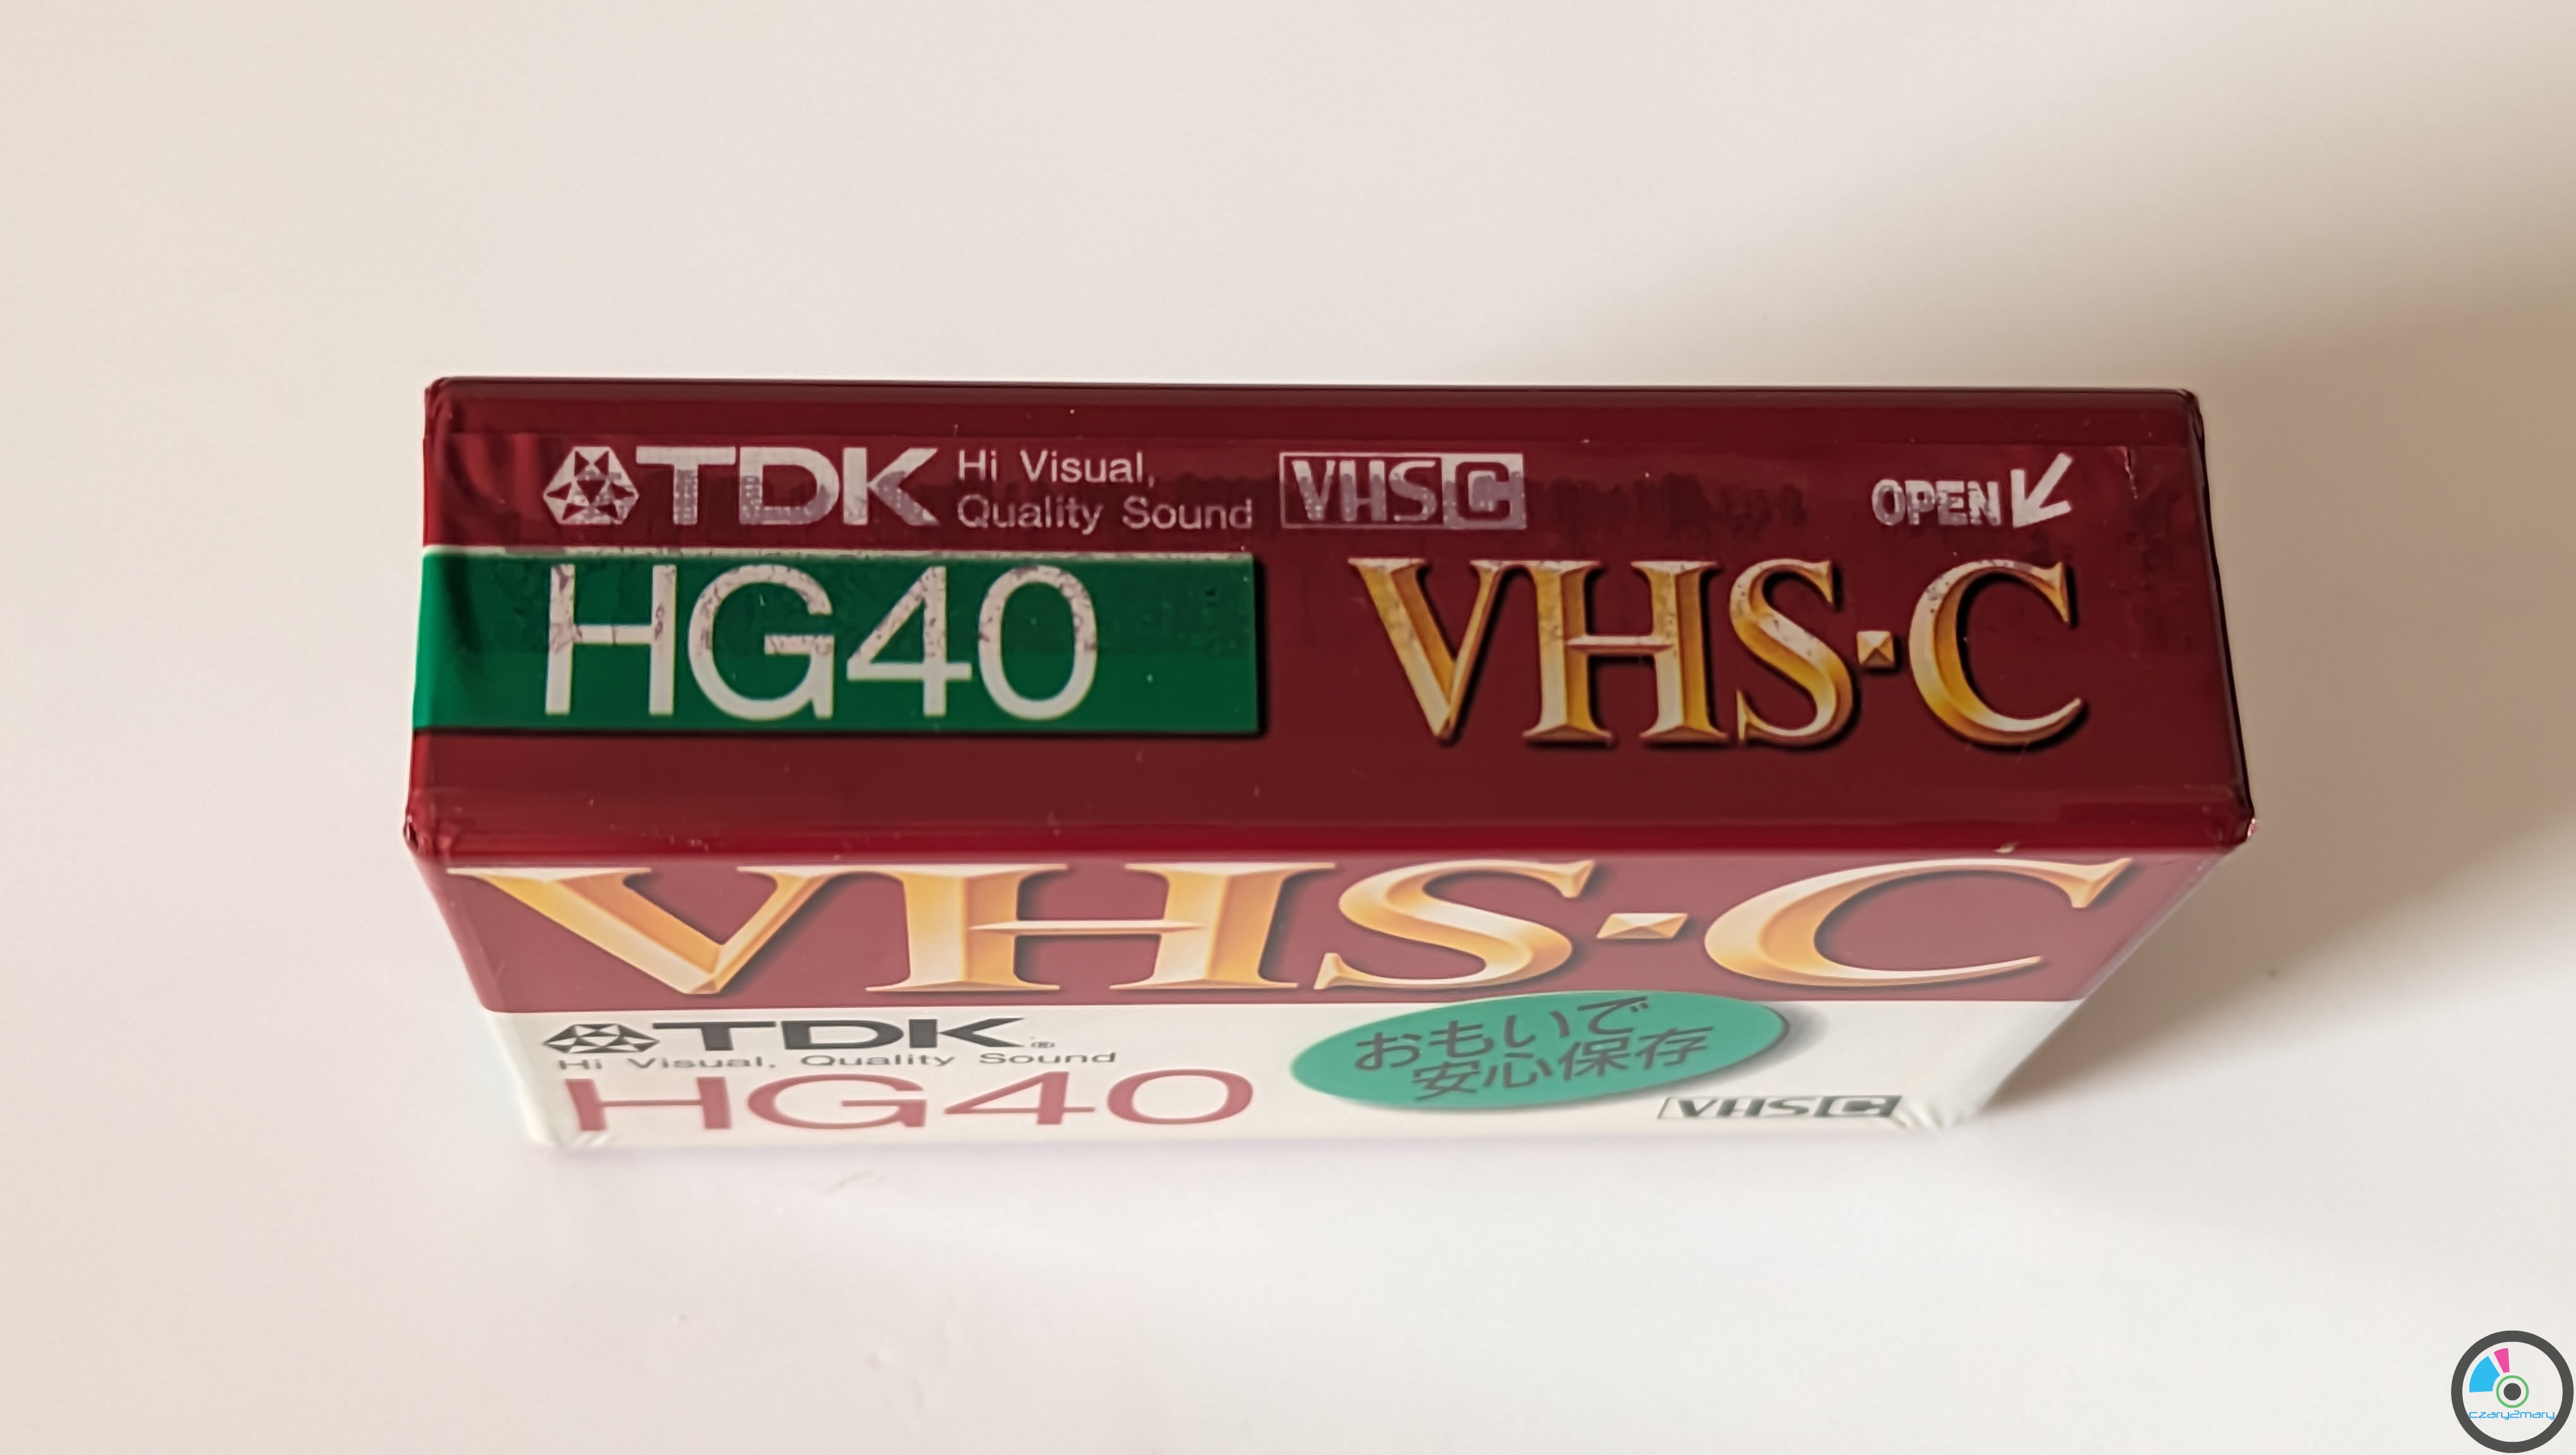 TDK Hi Visual,
Quality Sound VHS C OPEN
HG40 VHS·C
VHS·C
TDK®
Hi Visual, Quality Sound
HG40
おもいで
安心保存
VHS C
czary2mary